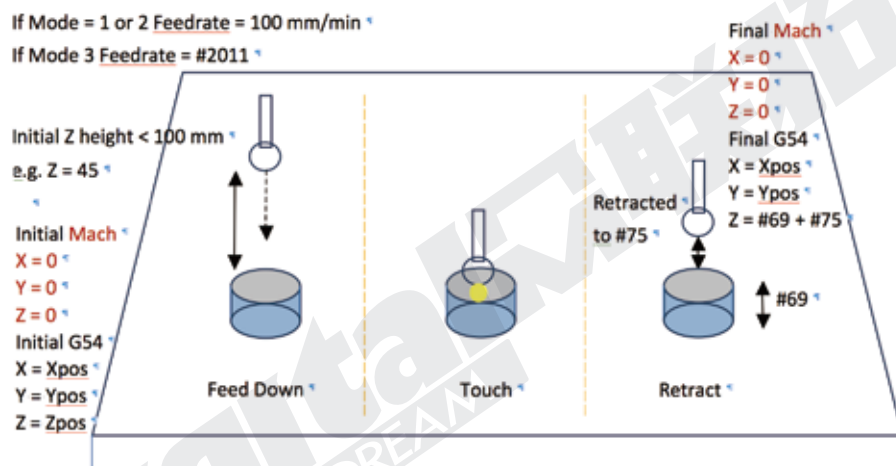 If Mode = 1 or 2 Feedrate = 100 mm/min
If Mode 3 Feedrate = #2011
Initial Z height < 100 mm
e.g. Z = 45
Initial Mach
X = 0
Y = 0
Z = 0
Initial G54
X = Xpos
Y = Ypos
Z = Zpos
Feed Down
Touch
Retracted
to #75
Retract
Final Mach
X = 0
Y = 0
Z = 0
Final G54
X = Xpos
Y = Ypos
Z = #69 + #75
#69
DREAM